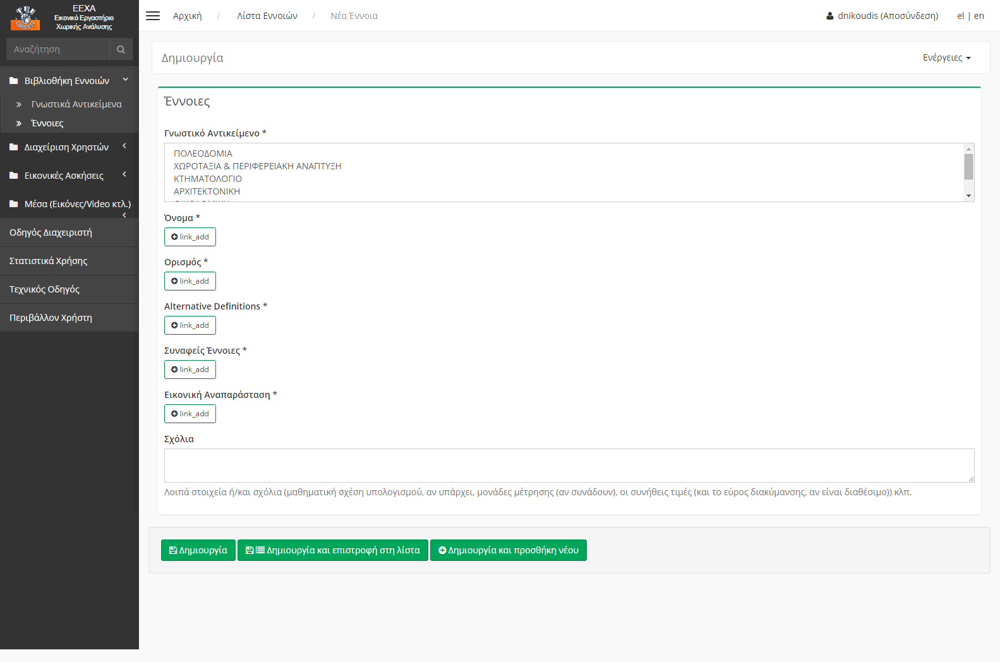 ΕΕΧΑ
Εικονικό Εργαστήριο
Χωρικής Ανάλυσης
Αναζήτηση
Βιβλιοθήκη Εννοιών
Γνωστικά Αντικείμενα
Έννοιες
Διαχείριση Χρηστών
Εικονικές Ασκήσεις
Μέσα (Εικόνες/Video κτλ.)
Οδηγός Διαχειριστή
Στατιστικά Χρήσης
Τεχνικός Οδηγός
Περιβάλλον Χρήστη
Αρχική / Λίστα Εννοιών / Νέα Έννοια
dnikoudis (Αποσύνδεση) el | en
Δημιουργία
Ενέργειες
Έννοιες
Γνωστικό Αντικείμενο *
ΠΟΛΕΟΔΟΜΙΑ
ΧΩΡΟΤΑΞΙΑ & ΠΕΡΙΦΕΡΕΙΑΚΗ ΑΝΑΠΤΥΞΗ
ΚΤΗΜΑΤΟΛΟΓΙΟ
ΑΡΧΙΤΕΚΤΟΝΙΚΗ
Όνομα *
link_add
Ορισμός *
link_add
Alternative Definitions *
link_add
Συναφείς Έννοιες *
link_add
Εικονική Αναπαράσταση *
link_add
Σχόλια
Λοιπά στοιχεία ή/και σχόλια (μαθηματική σχέση υπολογισμού, αν υπάρχει, μονάδες μέτρησης (αν συνάδουν), οι συνήθεις τιμές (και το εύρος διακύμανσης, αν είναι διαθέσιμο)) κλπ.
Δημιουργία
Δημιουργία και επιστροφή στη λίστα
Δημιουργία και προσθήκη νέου